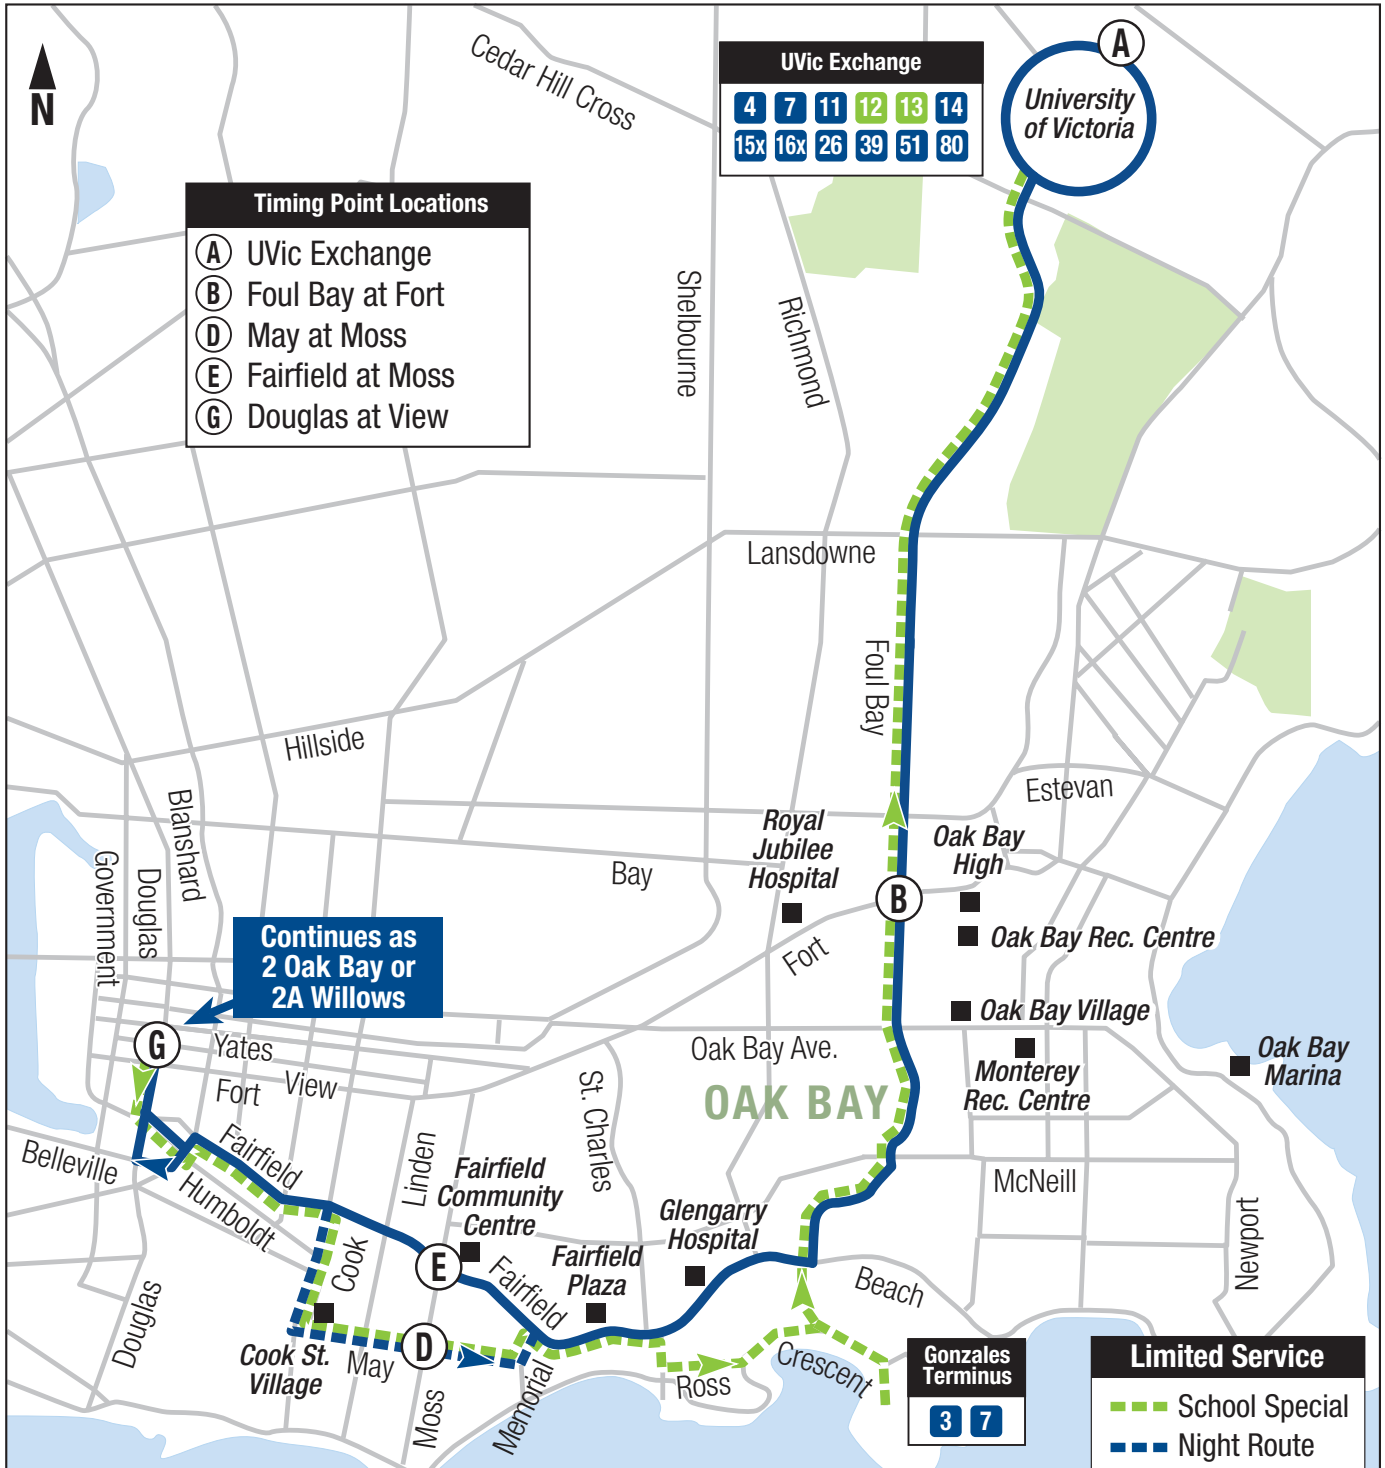 N
Cedar Hill Cross
UVic Exchange
4 7 11 12 13 14
15x 16x 26 39 51 80
A
University
of Victoria
Timing Point Locations
A UVic Exchange
B Foul Bay at Fort
D May at Moss
E Fairfield at Moss
G Douglas at View
Shelbourne
Richmond
Lansdowne
Foul Bay
Hillside
Estevan
Blanshard
Government
Douglas
Bay
Royal
Jubilee
Hospital
Oak Bay
High
B
Oak Bay Rec. Centre
Fort
Continues as
2 Oak Bay or
2A Willows
Oak Bay Village
G
Yates
View
Fort
Oak Bay Ave.
Monterey
Rec. Centre
Oak Bay
Marina
OAK BAY
St. Charles
Belleville
Fairfield
Humboldt
Linden
Fairfield
Community
Centre
McNeill
Glengarry
Hospital
Newport
Cook
E
Fairfield
Fairfield
Plaza
Beach
Douglas
Cook St.
Village
May
D
Moss
Memorial
Ross
Crescent
Gonzales
Terminus
3 7
Limited Service
School Special
Night Route